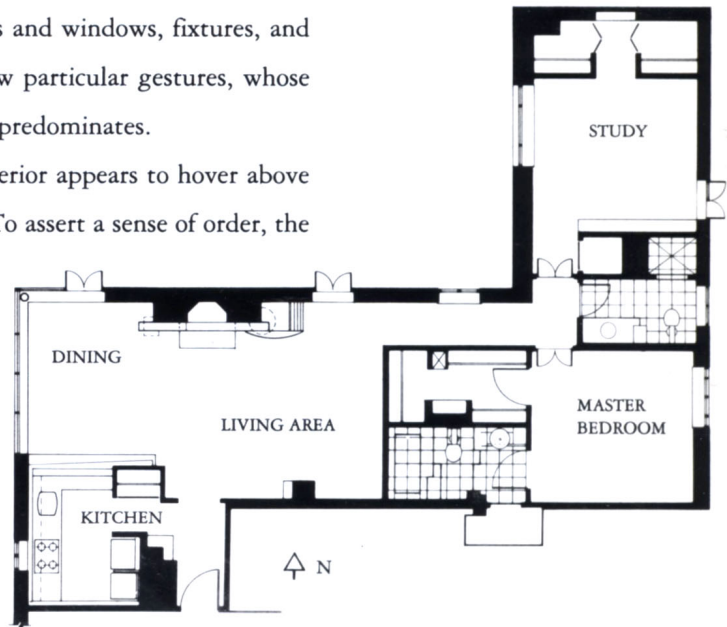 s and windows, fixtures, and
w particular gestures, whose
predominates.
erior appears to hover above
To assert a sense of order, the
STUDY
DINING
LIVING AREA
MASTER
BEDROOM
KITCHEN
N